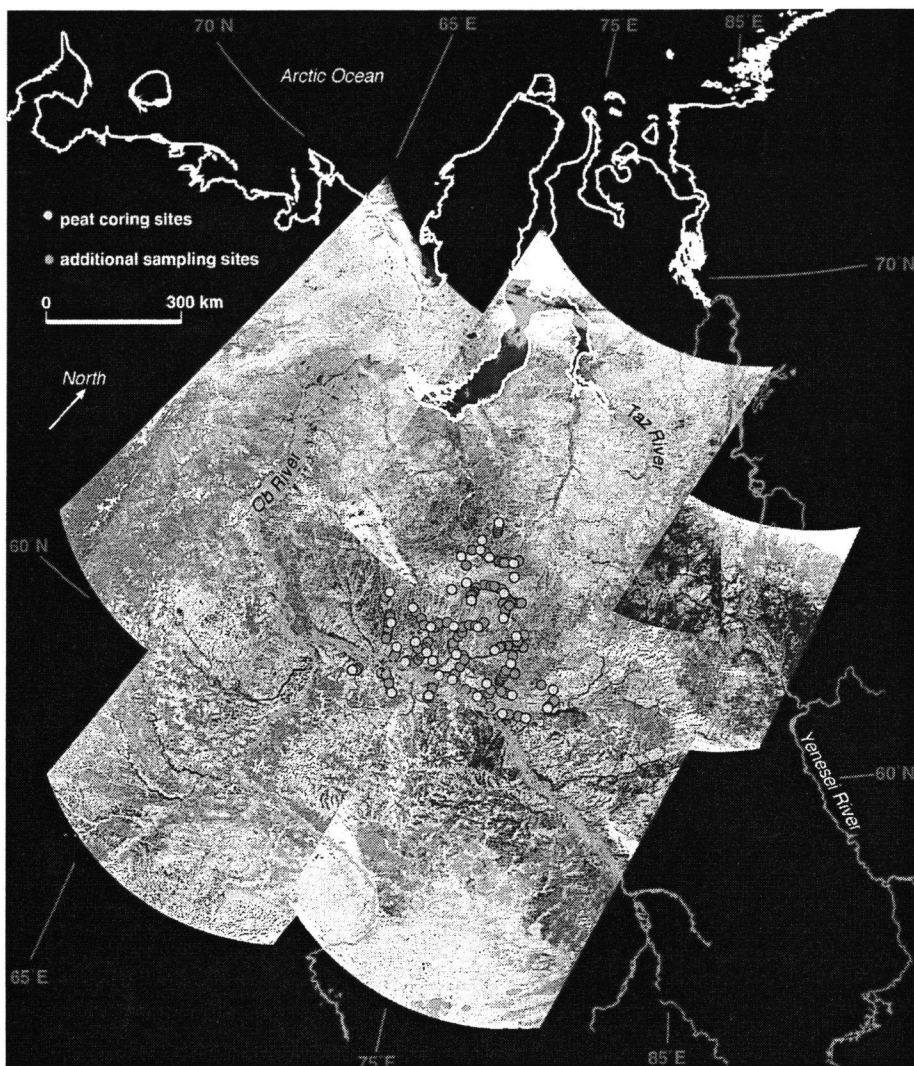 70 N
65 E
75°E
85°E
Arctic Ocean
peat coring sites
additional sampling sites
0 300 km
70°N
North
Taz River
Ob River
60°N
60°N
Yenesei River
65°E
75°E
85°E